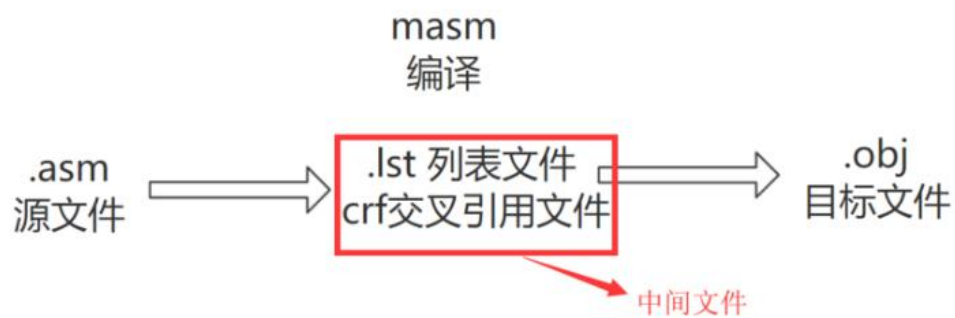 masm
编译
.asm
源文件
.lst 列表文件
crf交叉引用文件
.obj
目标文件
中间文件